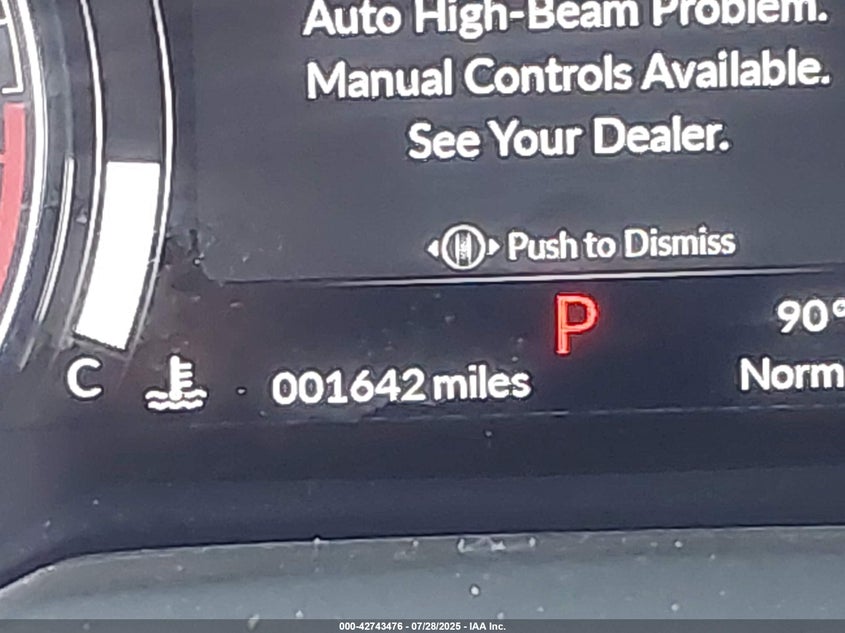 Auto High-Beam Problem.
Manual Controls Available.
See Your Dealer.
Push to Dismiss
P
90°
C
001642 miles
Norm
000-42743476 - 07/28/2025 - IAA Inc.